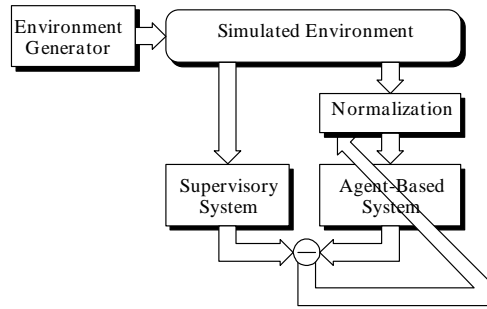 Environment
Generator
Simulated Environment
Normalization
Supervisory
System
Agent-Based
System